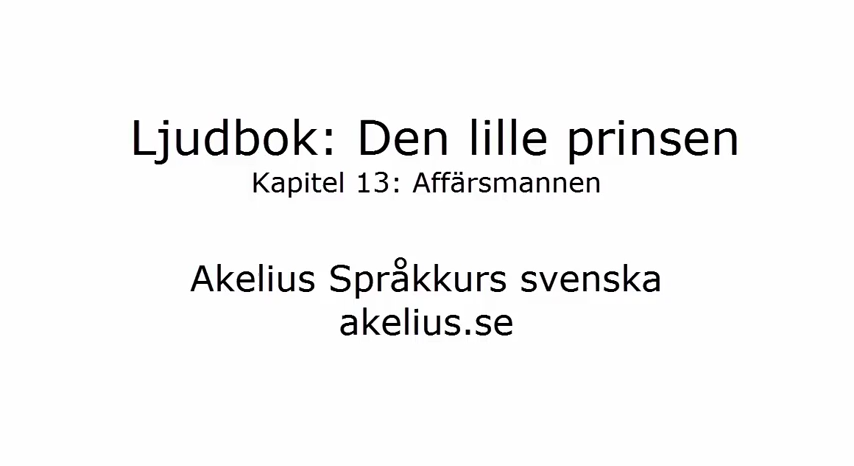 Ljudbok: Den lille prinsen
Kapitel 13: Affärsmannen
Akelius Språkkurs svenska
akelius.se